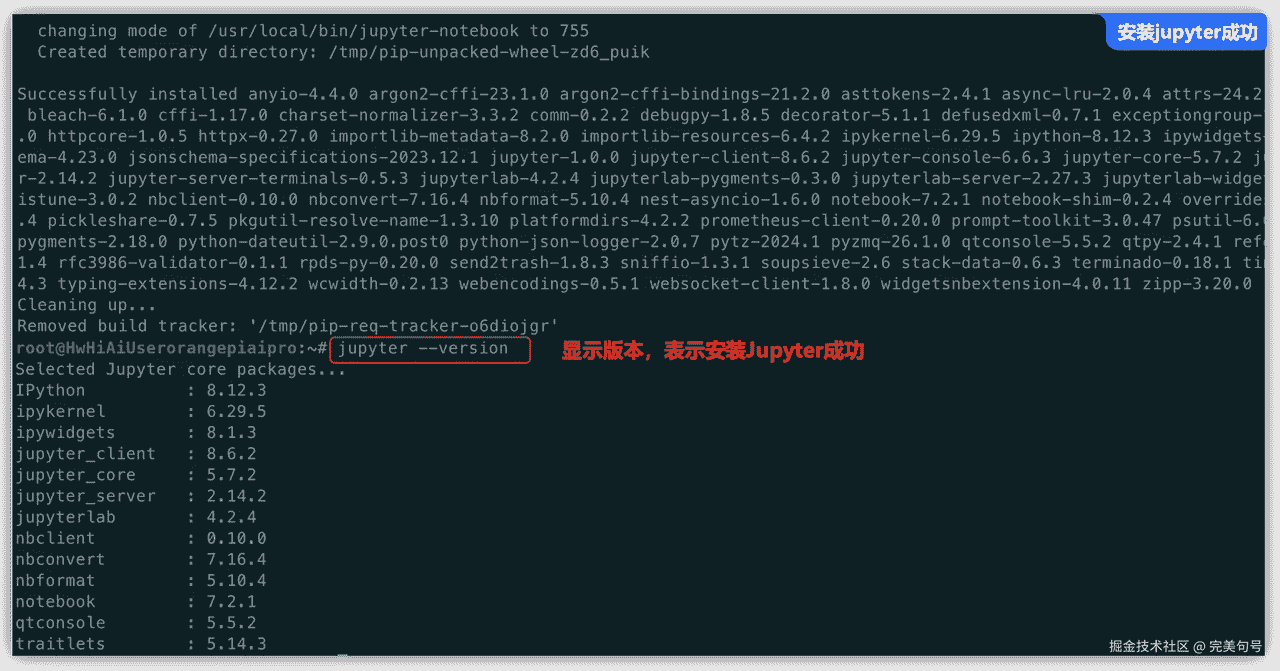 changing mode of /usr/local/bin/jupyter-notebook to 755
安装jupyter成功
Created temporary directory: /tmp/pip-unpacked-wheel-zd6_puik
Successfully installed anyio-4.4.0 argon2-cffi-23.1.0 argon2-cffi-bindings-21.2.0 asttokens-2.4.1 async-lru-2.0.4 attrs-24.2
bleach-6.1.0 cffi-1.17.0 charset-normalizer-3.3.2 comm-0.2.2 debugpy-1.8.5 decorator-5.1.1 defusedxml-0.7.1 exceptiongroup-
.0 httpcore-1.0.5 httpx-0.27.0 importlib-metadata-8.2.0 importlib-resources-6.4.2 ipykernel-6.29.5 ipython-8.12.3 ipywidgets-
ema-4.23.0 jsonschema-specifications-2023.12.1 jupyter-1.0.0 jupyter-client-8.6.2 jupyter-console-6.6.3 jupyter-core-5.7.2 j
r-2.14.2 jupyter-server-terminals-0.5.3 jupyterlab-4.2.4 jupyterlab-pygments-0.3.0 jupyterlab-server-2.27.3 jupyterlab-widge
istune-3.0.2 nbclient-0.10.0 nbconvert-7.16.4 nbformat-5.10.4 nest-asyncio-1.6.0 notebook-7.2.1 notebook-shim-0.2.4 override
.4 pickleshare-0.7.5 pkgutil-resolve-name-1.3.10 platformdirs-4.2.2 prometheus-client-0.20.0 prompt-toolkit-3.0.47 psutil-6.
pygments-2.18.0 python-dateutil-2.9.0.post0 python-json-logger-2.0.7 pytz-2024.1 pyzmq-26.1.0 qtconsole-5.5.2 qtpy-2.4.1 ref
1.4 rfc3986-validator-0.1.1 rpds-py-0.20.0 send2trash-1.8.3 sniffio-1.3.1 soupsieve-2.6 stack-data-0.6.3 terminado-0.18.1 ti
4.3 typing-extensions-4.12.2 wcwidth-0.2.13 webencodings-0.5.1 websocket-client-1.8.0 widgetsnbextension-4.0.11 zipp-3.20.0
Cleaning up...
Removed build tracker: '/tmp/pip-req-tracker-o6diojgr'
root@HwHiAiUserorangepiaipro:~# jupyter --version 显示版本，表示安装Jupyter成功
Selected Jupyter core packages...
IPython : 8.12.3
ipykernel : 6.29.5
ipywidgets : 8.1.3
jupyter_client : 8.6.2
jupyter_core : 5.7.2
jupyter_server : 2.14.2
jupyterlab : 4.2.4
nbclient : 0.10.0
nbconvert : 7.16.4
nbformat : 5.10.4
notebook : 7.2.1
qtconsole : 5.5.2
traitlets : 5.14.3
掘金技术社区 @ 完美句号